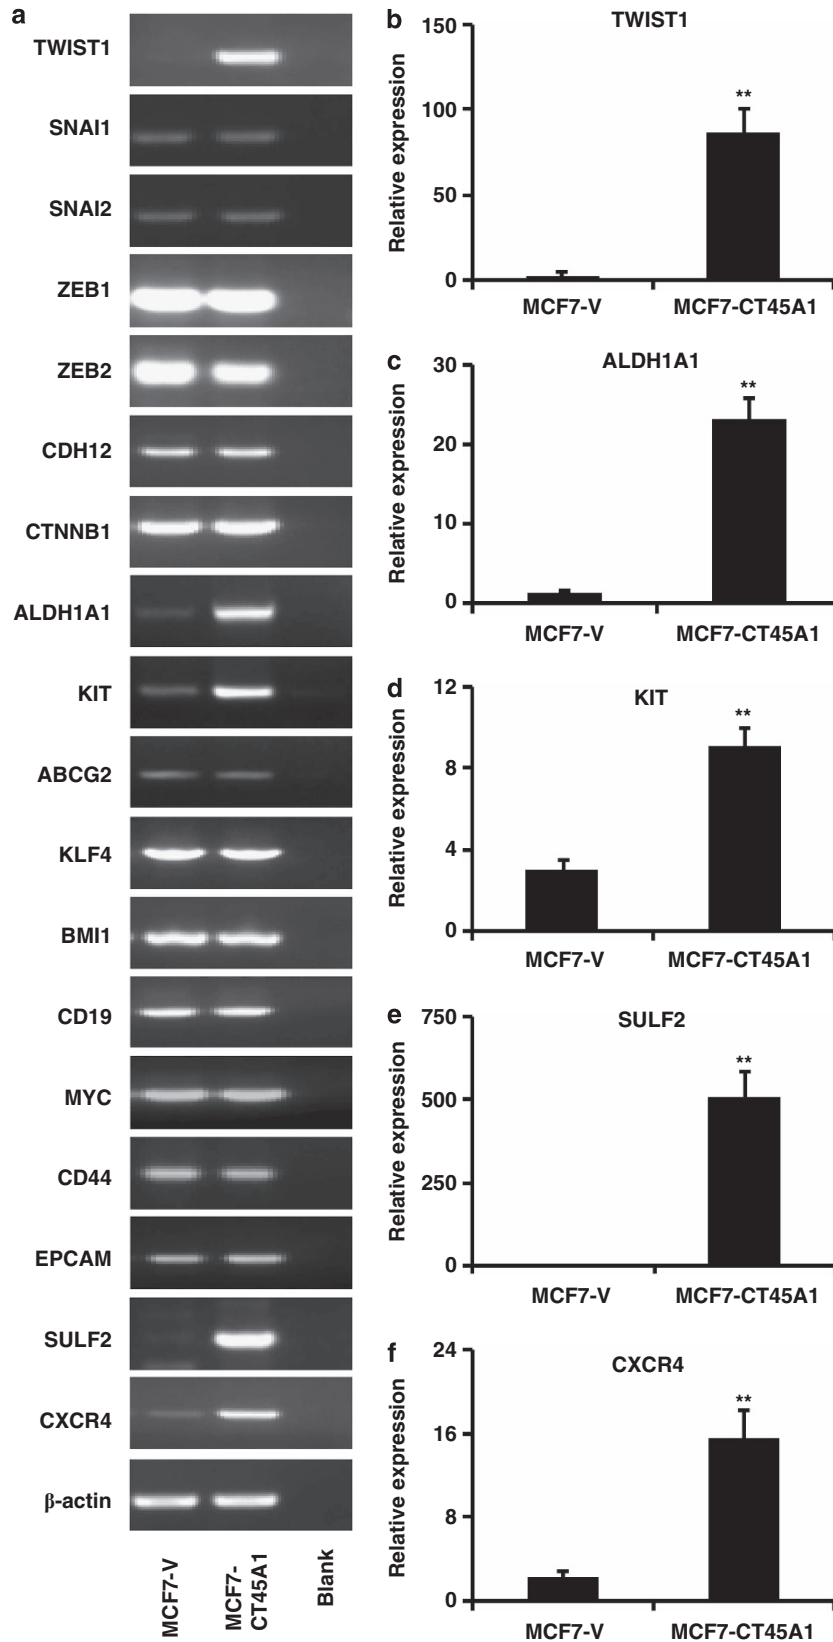 a
TWIST1
SNAI1
SNAI2
ZEB1
ZEB2
CDH12
CTNNB1
ALDH1A1
KIT
ABCG2
KLF4
BMI1
CD19
MYC
CD44
EPCAM
SULF2
CXCR4
β-actin
MCF7-V
MCF7-
CT45A1
Blank
b
TWIST1
Relative expression
150
100
50
0
**
MCF7-V MCF7-CT45A1
c
ALDH1A1
Relative expression
30
20
10
0
**
MCF7-V MCF7-CT45A1
d
KIT
Relative expression
12
8
4
0
**
MCF7-V MCF7-CT45A1
e
SULF2
Relative expression
750
500
250
0
**
MCF7-V MCF7-CT45A1
f
CXCR4
Relative expression
24
16
8
0
**
MCF7-V MCF7-CT45A1